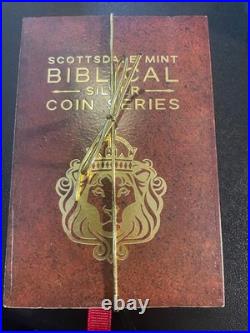 SCOTTSDALE MINT
BIBLICAL
SILVER
COIN SERIES